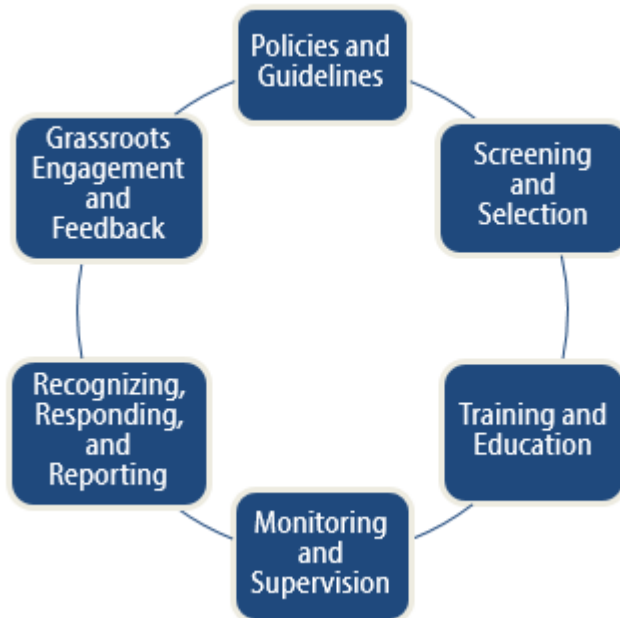 Policies and
Guidelines
Screening
and
Selection
Training and
Education
Monitoring
and
Supervision
Recognizing,
Responding,
and
Reporting
Grassroots
Engagement
and
Feedback